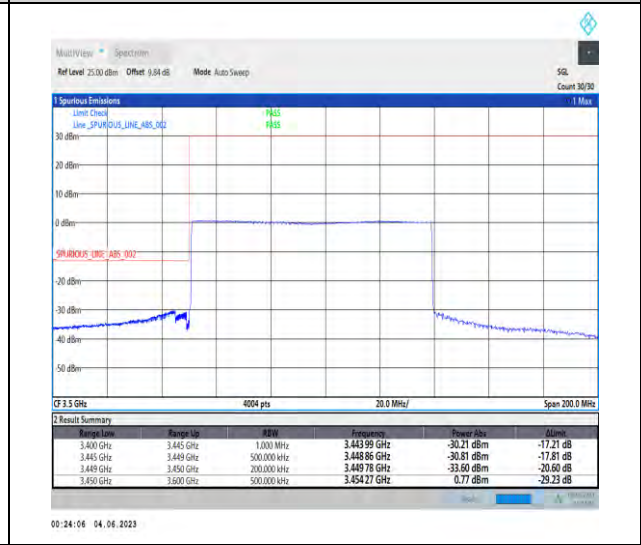 MultiView Spectrum
Ref Level 25.00 dBm Offset 9.84 dB Mode Auto Sweep SGL
Count 30/30
1 Spurious Emissions 1 Max
Limit Check PASS
Line _SPURIOUS_LINE_ABS_002 PASS
30 dBm
20 dBm
10 dBm
0 dBm
_SPURIOUS_LINE_ABS_002
-20 dBm
-30 dBm
-40 dBm
-50 dBm
CF 3.5 GHz 4004 pts 20.0 MHz/ Span 200.0 MHz
2 Result Summary
Range Low Range Up RBW Frequency Power Abs ΔLimit
3.400 GHz 3.445 GHz 1.000 MHz 3.443 99 GHz -30.21 dBm -17.21 dB
3.445 GHz 3.449 GHz 500.000 kHz 3.448 86 GHz -30.81 dBm -17.81 dB
3.449 GHz 3.450 GHz 200.000 kHz 3.449 78 GHz -33.60 dBm -20.60 dB
3.450 GHz 3.600 GHz 500.000 kHz 3.454 27 GHz 0.77 dBm -29.23 dB
00:24:06 04.06.2023